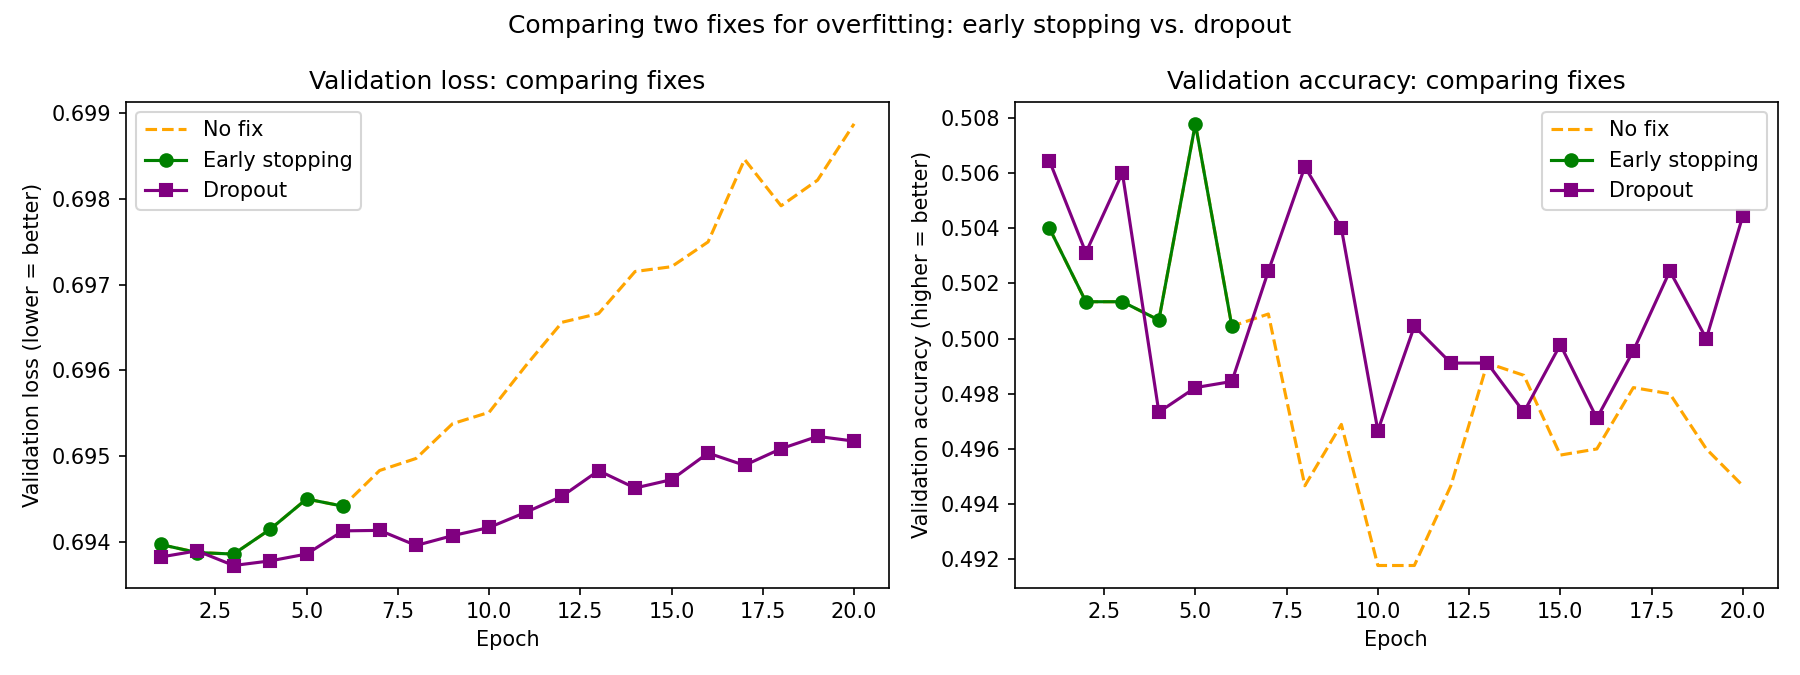 Comparing two fixes for overfitting: early stopping vs. dropout
Validation loss: comparing fixes
Validation loss (lower = better)
0.699
0.698
0.697
0.696
0.695
0.694
No fix
Early stopping
Dropout
2.5 5.0 7.5 10.0 12.5 15.0 17.5 20.0
Epoch
Validation accuracy: comparing fixes
Validation accuracy (higher = better)
0.508
0.506
0.504
0.502
0.500
0.498
0.496
0.494
0.492
No fix
Early stopping
Dropout
2.5 5.0 7.5 10.0 12.5 15.0 17.5 20.0
Epoch